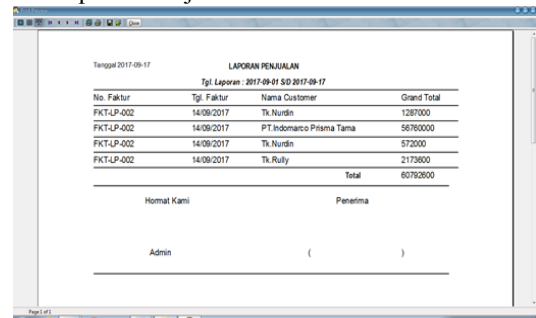 Close
Tanggal 2017-09-17
LAPORAN PENJUALAN
Tgl. Laporan : 2017-09-01 S/D 2017-09-17
No. Faktur Tgl. Faktur Nama Customer Grand Total
FKT-LP-002 14/09/2017 Tk.Nurdin 1287000
FKT-LP-002 14/09/2017 PT.Indomarco Prisma Tama 56760000
FKT-LP-002 14/09/2017 Tk.Nurdin 572000
FKT-LP-002 14/09/2017 Tk.Rully 2173600
Total 60792600
Hormat Kami Penerima
Admin ( )
Page 1 of 1